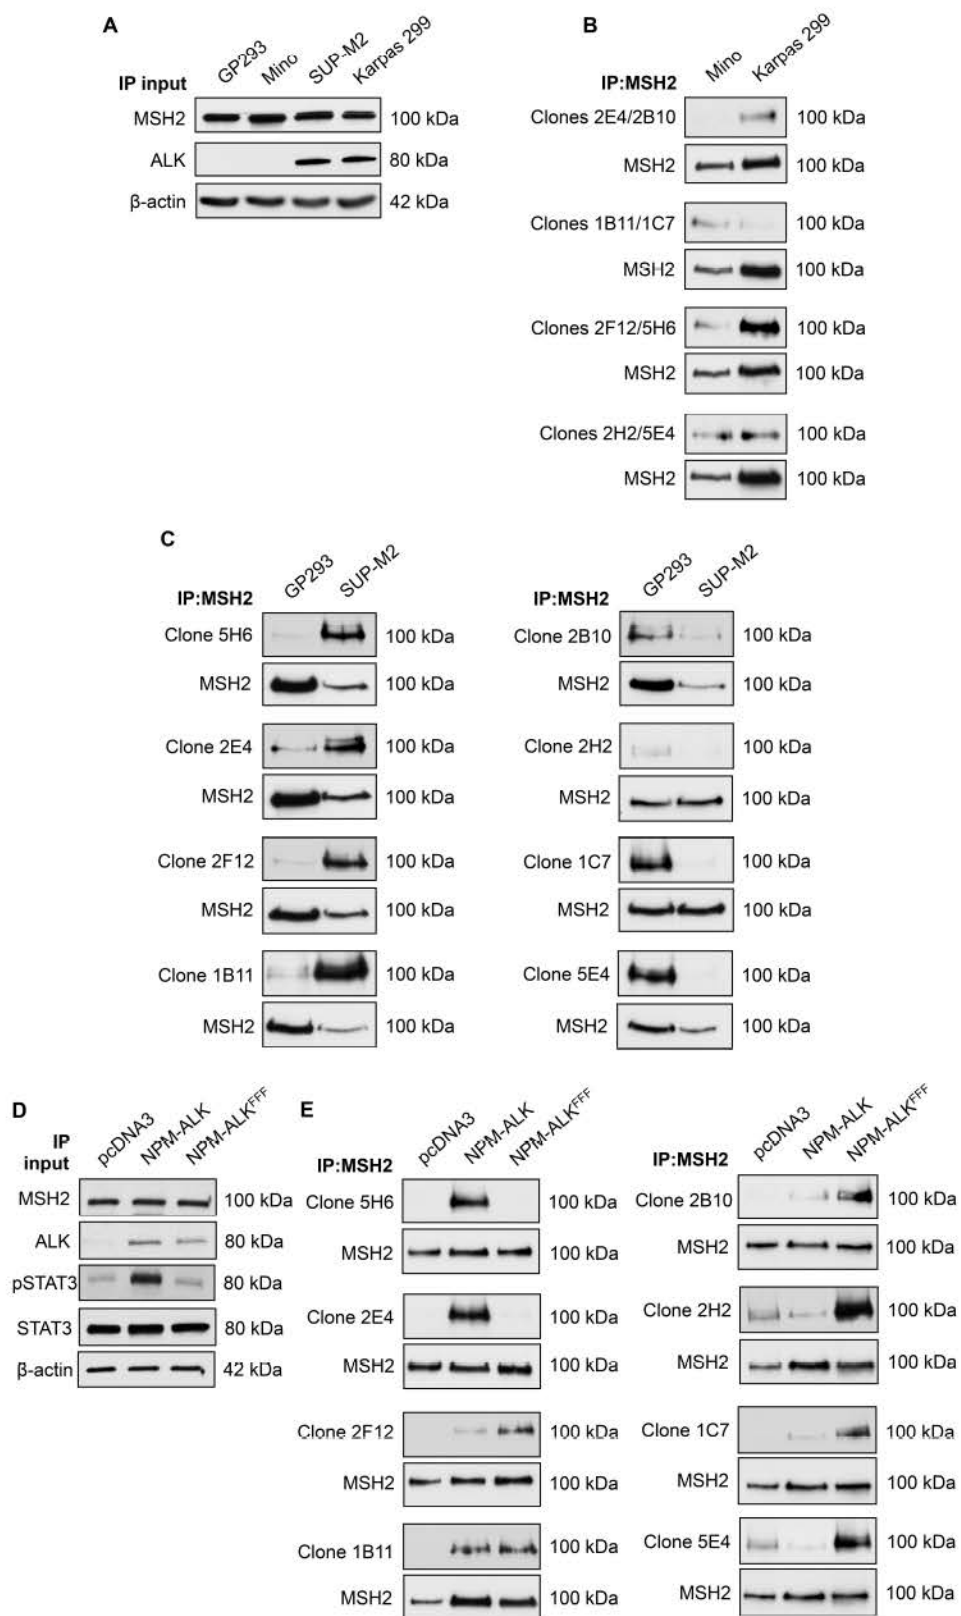 A
IP input
GP293
Mino
SUP-M2
Karpas 299
MSH2 100 kDa
ALK 80 kDa
β-actin 42 kDa
B
IP:MSH2
Mino
Karpas 299
Clones 2E4/2B10 100 kDa
MSH2 100 kDa
Clones 1B11/1C7 100 kDa
MSH2 100 kDa
Clones 2F12/5H6 100 kDa
MSH2 100 kDa
Clones 2H2/5E4 100 kDa
MSH2 100 kDa
C
IP:MSH2
GP293
SUP-M2
Clone 5H6 100 kDa
MSH2 100 kDa
Clone 2E4 100 kDa
MSH2 100 kDa
Clone 2F12 100 kDa
MSH2 100 kDa
Clone 1B11 100 kDa
MSH2 100 kDa
IP:MSH2
GP293
SUP-M2
Clone 2B10 100 kDa
MSH2 100 kDa
Clone 2H2 100 kDa
MSH2 100 kDa
Clone 1C7 100 kDa
MSH2 100 kDa
Clone 5E4 100 kDa
MSH2 100 kDa
D
IP
input
pcDNA3
NPM-ALK
NPM-ALKFFF
MSH2 100 kDa
ALK 80 kDa
pSTAT3 80 kDa
STAT3 80 kDa
β-actin 42 kDa
E
IP:MSH2
pcDNA3
NPM-ALK
NPM-ALKFFF
Clone 5H6 100 kDa
MSH2 100 kDa
Clone 2E4 100 kDa
MSH2 100 kDa
Clone 2F12 100 kDa
MSH2 100 kDa
Clone 1B11 100 kDa
MSH2 100 kDa
IP:MSH2
pcDNA3
NPM-ALK
NPM-ALKFFF
Clone 2B10 100 kDa
MSH2 100 kDa
Clone 2H2 100 kDa
MSH2 100 kDa
Clone 1C7 100 kDa
MSH2 100 kDa
Clone 5E4 100 kDa
MSH2 100 kDa